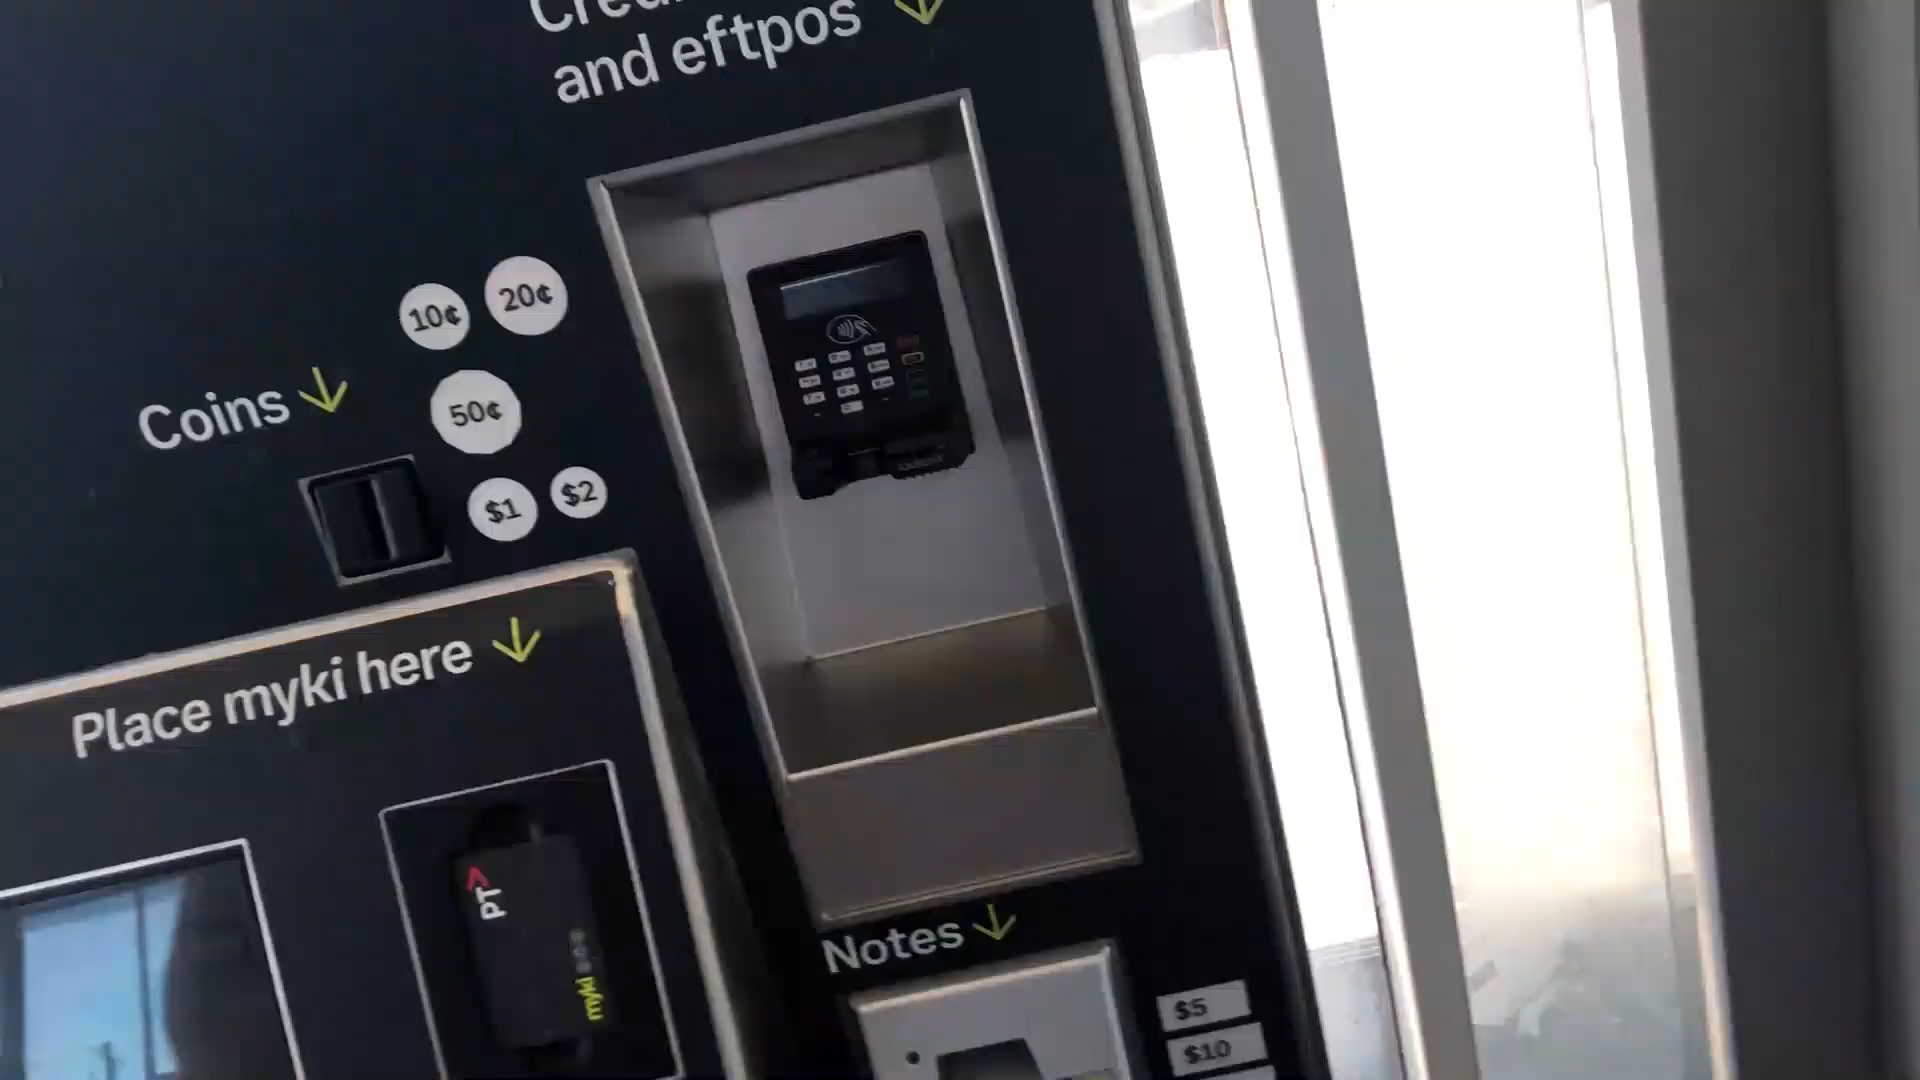 and eftpos
10¢ 20¢
Coins
50¢
$1 $2
Place myki here
PT
myki
Notes
$5
$10